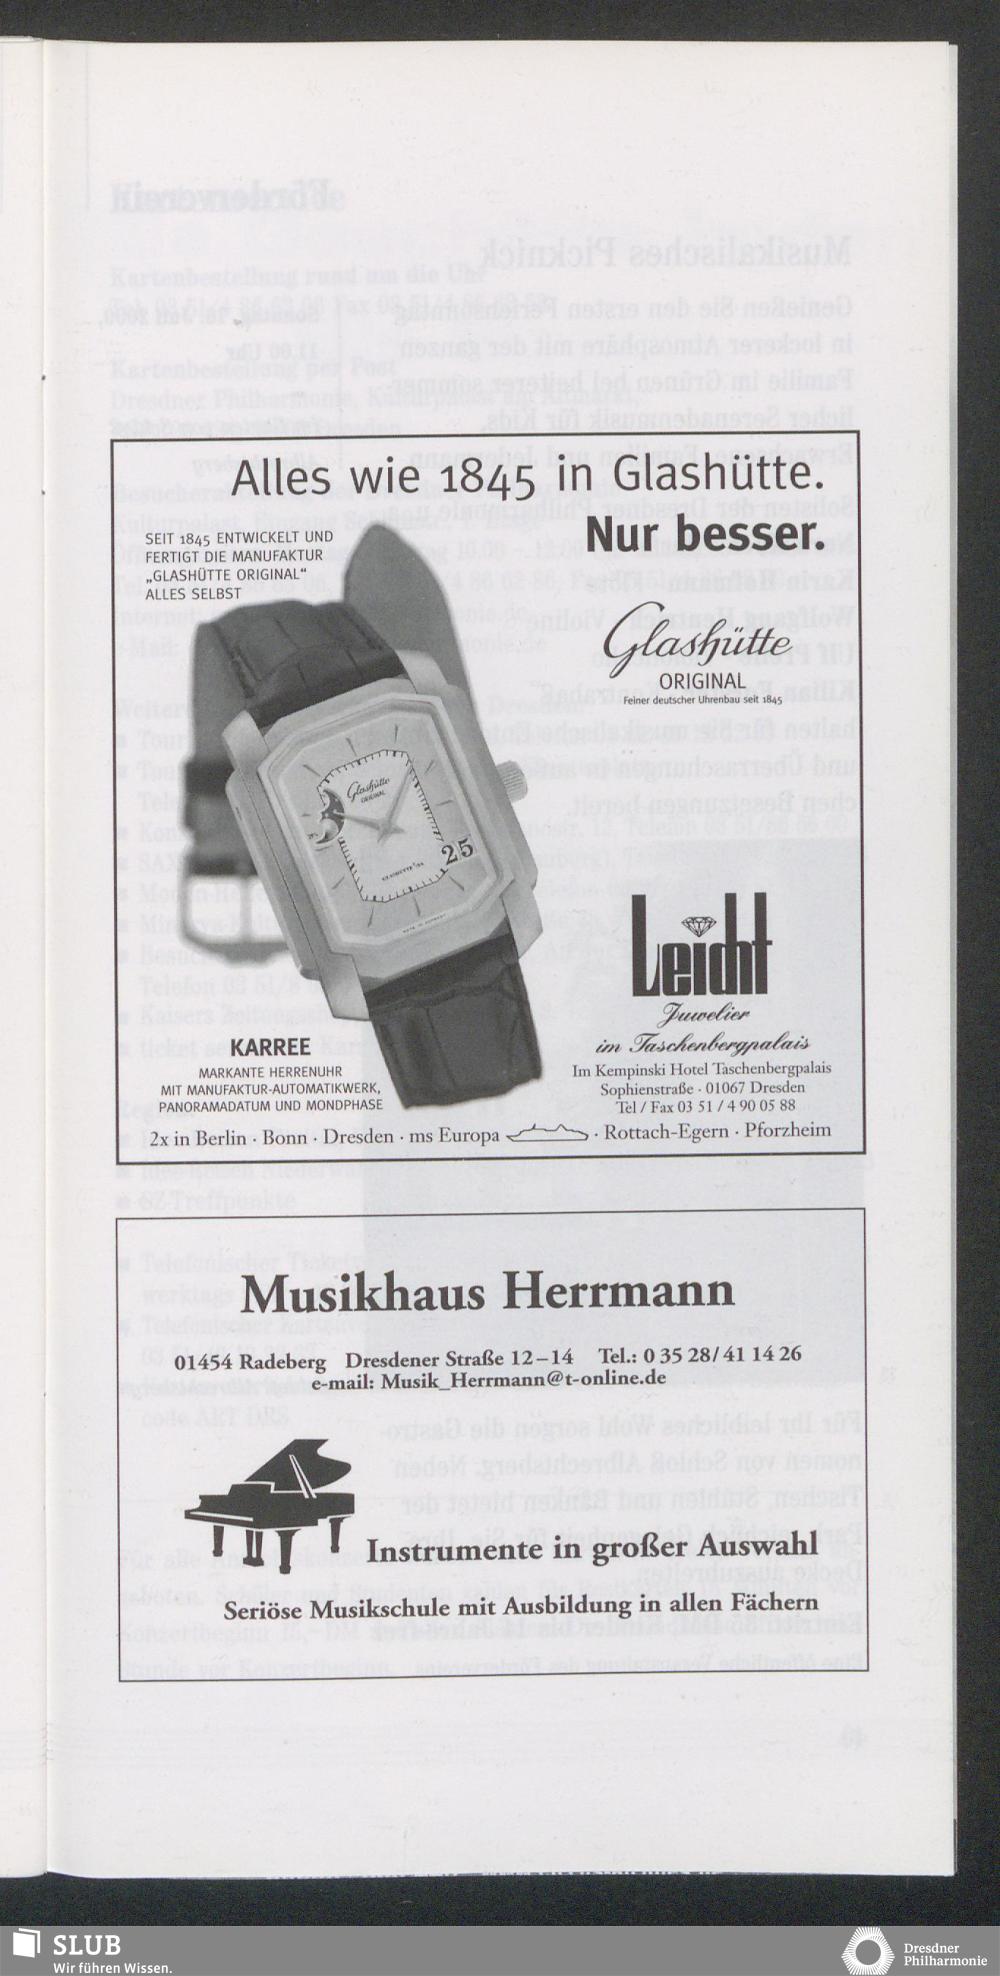 Alles wie 1845 in Glashütte.
Nur besser.
SEIT 1845 ENTWICKELT UND
FERTIGT DIE MANUFAKTUR
„GLASHÜTTE ORIGINAL“
ALLES SELBST
Glashütte
ORIGINAL
Feiner deutscher Uhrenbau seit 1845
Glashütte
ORIGINAL
25
Leicht
Juwelier
im Taschenbergpalais
Im Kempinski Hotel Taschenbergpalais
Sophienstraße · 01067 Dresden
Tel / Fax 03 51 / 4 90 05 88
KARREE
MARKANTE HERRENUHR
MIT MANUFAKTUR-AUTOMATIKWERK,
PANORAMADATUM UND MONDPHASE
2x in Berlin · Bonn · Dresden · ms Europa · Rottach-Egern · Pforzheim
Musikhaus Herrmann
01454 Radeberg Dresdener Straße 12–14 Tel.: 0 35 28/ 41 14 26
e-mail: Musik_Herrmann@t-online.de
Instrumente in großer Auswahl
Seriöse Musikschule mit Ausbildung in allen Fächern
SLUB
Wir führen Wissen.
Dresdner
Philharmonie